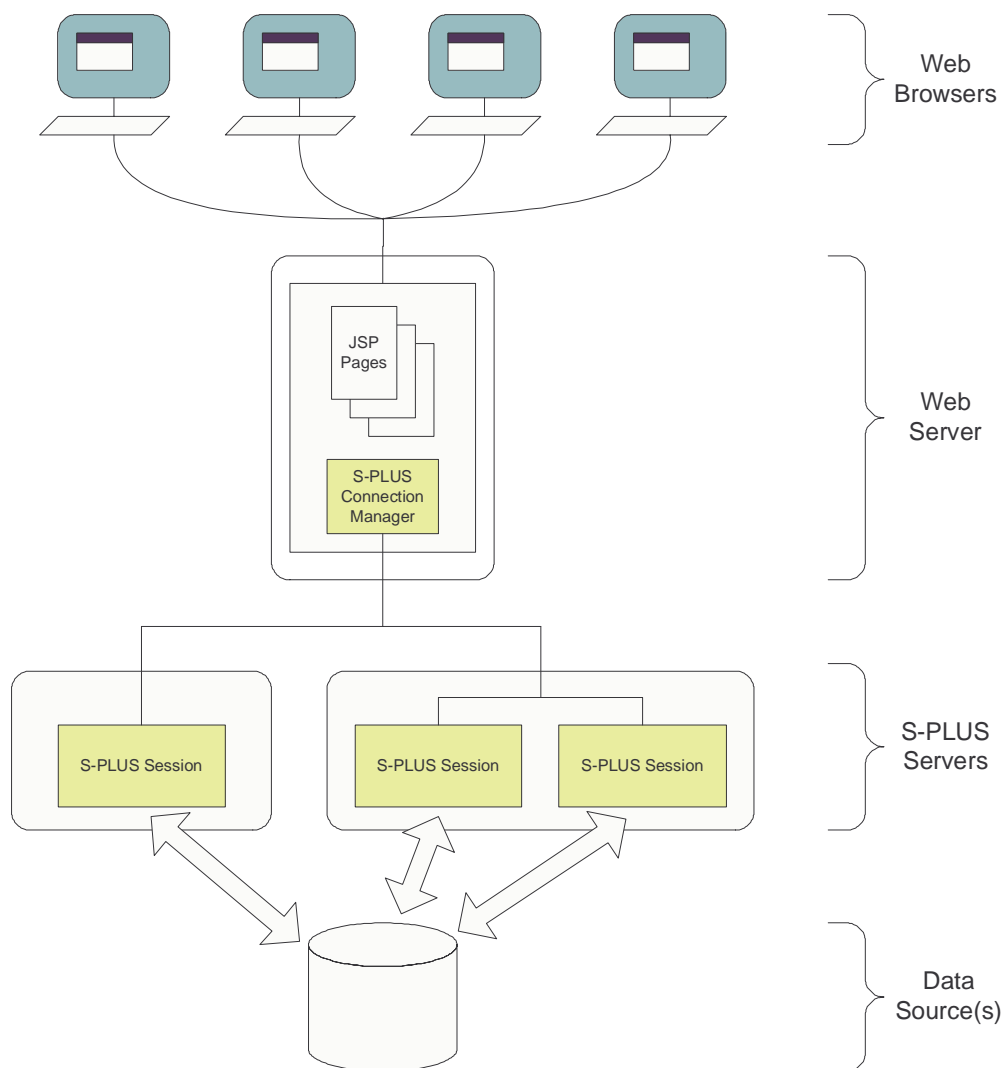 Web
Browsers
JSP
Pages
S-PLUS
Connection
Manager
Web
Server
S-PLUS Session
S-PLUS Session
S-PLUS Session
S-PLUS
Servers
Data
Source(s)